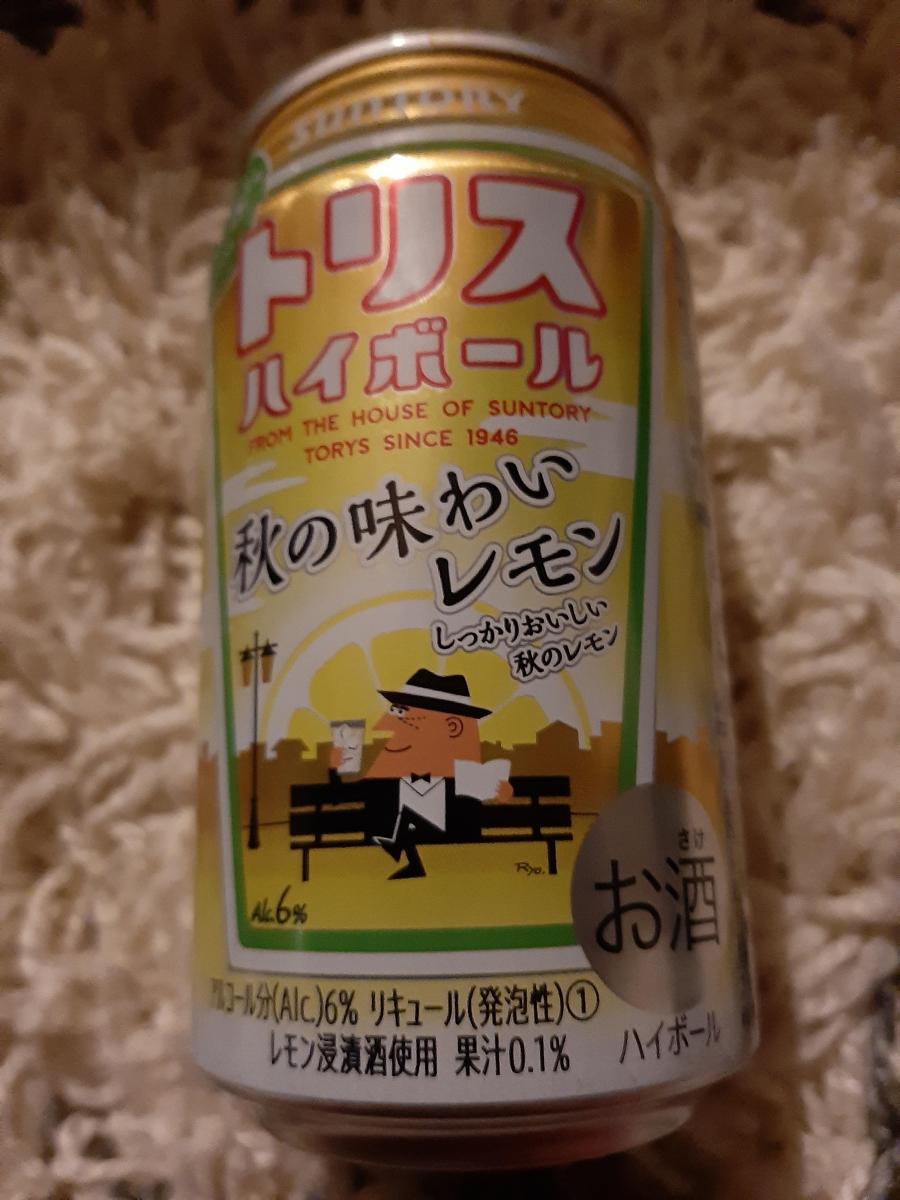 SUNTORY
トリス
ハイボール
FROM THE HOUSE OF SUNTORY
TORYS SINCE 1946
秋の味わい
レモン
しっかりおいしい
秋のレモン
Ryo.
Alc.6%
さけ
お酒
アルコール分(Alc.)6% リキュール(発泡性)①
レモン浸漬酒使用 果汁0.1%
ハイボール